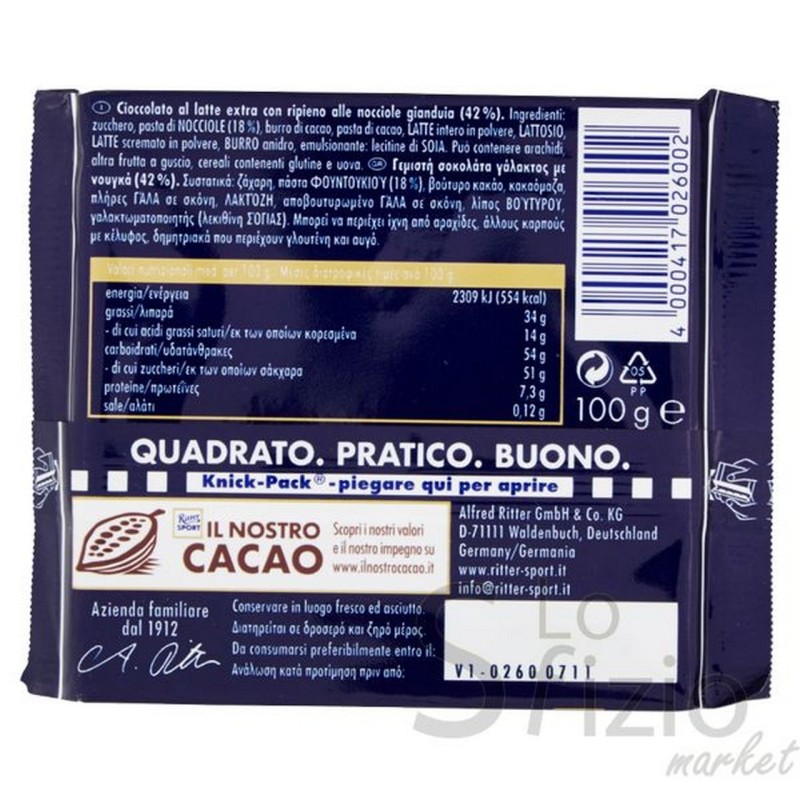 I Cioccolato al latte extra con ripieno alle nocciole gianduia (42%). Ingredienti:
zucchero, pasta di NOCCIOLE (18%), burro di cacao, pasta di cacao, LATTE intero in polvere, LATTOSIO,
LATTE scremato in polvere, BURRO anidro, emulsionante: lecitine di SOIA. Può contenere arachidi,
altra frutta a guscio, cereali contenenti glutine e uova. GR Γεμιστή σοκολάτα γάλακτος με
νουγκά (42%). Συστατικά: ζάχαρη, πάστα ΦΟΥΝΤΟΥΚΙΟΥ (18%), βούτυρο κακάο, κακαόμαζα,
πλήρες ΓΑΛΑ σε σκόνη, ΛΑΚΤΟΖΗ, αποβουτυρωμένο ΓΑΛΑ σε σκόνη, λίπος ΒΟΥΤΥΡΟΥ,
γαλακτωματοποιητής (λεκιθίνη ΣΟΓΙΑΣ). Μπορεί να περιέχει ίχνη από αραχίδες, άλλους καρπούς
με κέλυφος, δημητριακά που περιέχουν γλουτένη και αυγό.
Valori nutrizionali med. per 100 g - Μέσες διατροφικές τιμές ανά 100 g
energia/ενέργεια 2309 kJ (554 kcal)
grassi/λιπαρά 34 g
- di cui acidi grassi saturi/εκ των οποίων κορεσμένα 14 g
carboidrati/υδατάνθρακες 54 g
- di cui zuccheri/εκ των οποίων σάκχαρα 51 g
proteine/πρωτεΐνες 7,3 g
sale/αλάτι 0,12 g
4 000417 026002
05
PP
100 g e
QUADRATO. PRATICO. BUONO.
Knick-Pack® - piegare qui per aprire
Ritter SPORT
IL NOSTRO
CACAO
Scopri i nostri valori
e il nostro impegno su
www.ilnostrocacao.it
Alfred Ritter GmbH & Co. KG
D-71111 Waldenbuch, Deutschland
Germany/Germania
www.ritter-sport.it
info@ritter-sport.it
Azienda familiare
dal 1912
A. Ritter
Conservare in luogo fresco ed asciutto.
Διατηρείται σε δροσερό και ξηρό μέρος.
Da consumarsi preferibilmente entro il:
Ανάλωση κατά προτίμηση πριν από:
V1-0260 0711
Lo
Sfizio
market